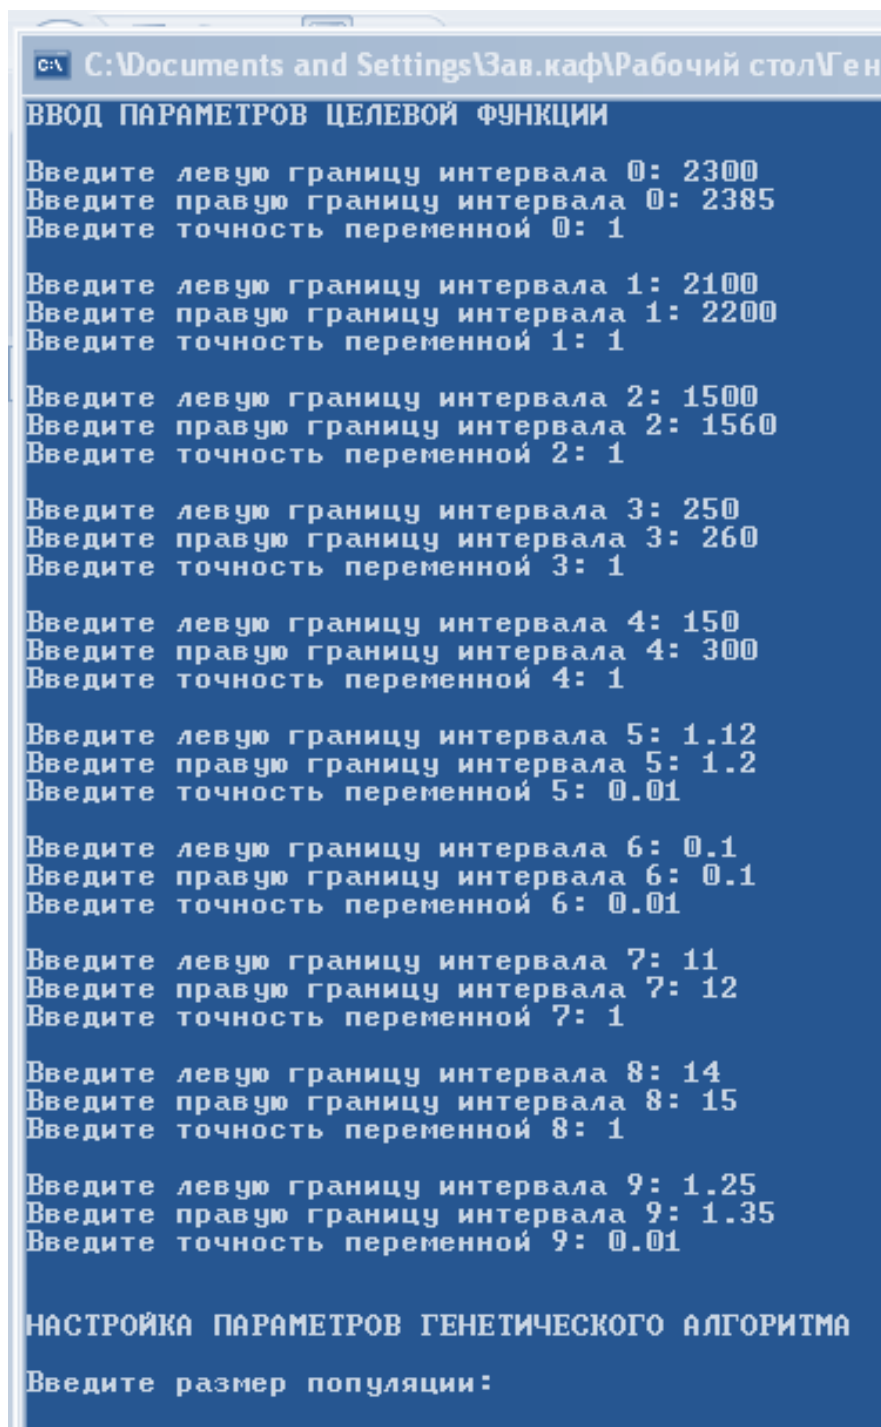 C:\Documents and Settings\Зав.каф\Рабочий стол\Ген
ВВОД ПАРАМЕТРОВ ЦЕЛЕВОЙ ФУНКЦИИ
Введите левую границу интервала 0: 2300
Введите правую границу интервала 0: 2385
Введите точность переменной 0: 1
Введите левую границу интервала 1: 2100
Введите правую границу интервала 1: 2200
Введите точность переменной 1: 1
Введите левую границу интервала 2: 1500
Введите правую границу интервала 2: 1560
Введите точность переменной 2: 1
Введите левую границу интервала 3: 250
Введите правую границу интервала 3: 260
Введите точность переменной 3: 1
Введите левую границу интервала 4: 150
Введите правую границу интервала 4: 300
Введите точность переменной 4: 1
Введите левую границу интервала 5: 1.12
Введите правую границу интервала 5: 1.2
Введите точность переменной 5: 0.01
Введите левую границу интервала 6: 0.1
Введите правую границу интервала 6: 0.1
Введите точность переменной 6: 0.01
Введите левую границу интервала 7: 11
Введите правую границу интервала 7: 12
Введите точность переменной 7: 1
Введите левую границу интервала 8: 14
Введите правую границу интервала 8: 15
Введите точность переменной 8: 1
Введите левую границу интервала 9: 1.25
Введите правую границу интервала 9: 1.35
Введите точность переменной 9: 0.01
НАСТРОЙКА ПАРАМЕТРОВ ГЕНЕТИЧЕСКОГО АЛГОРИТМА
Введите размер популяции: